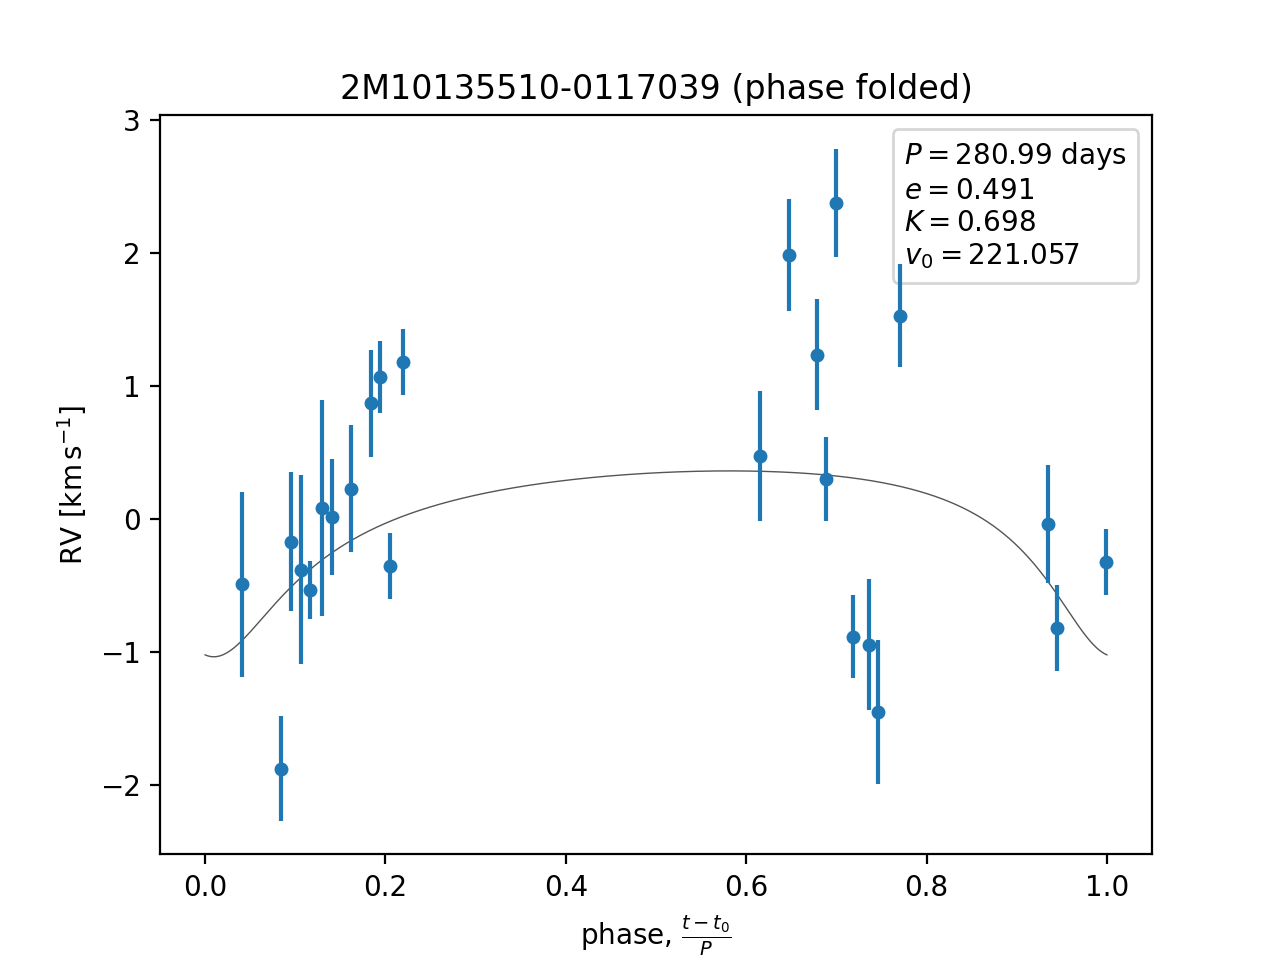 2M10135510-0117039 (phase folded)
P = 280.99 days
e = 0.491
K = 0.698
v₀ = 221.057
3
2
1
0
−1
−2
RV [km s⁻¹]
0.0 0.2 0.4 0.6 0.8 1.0
phase, (t − t₀)/P